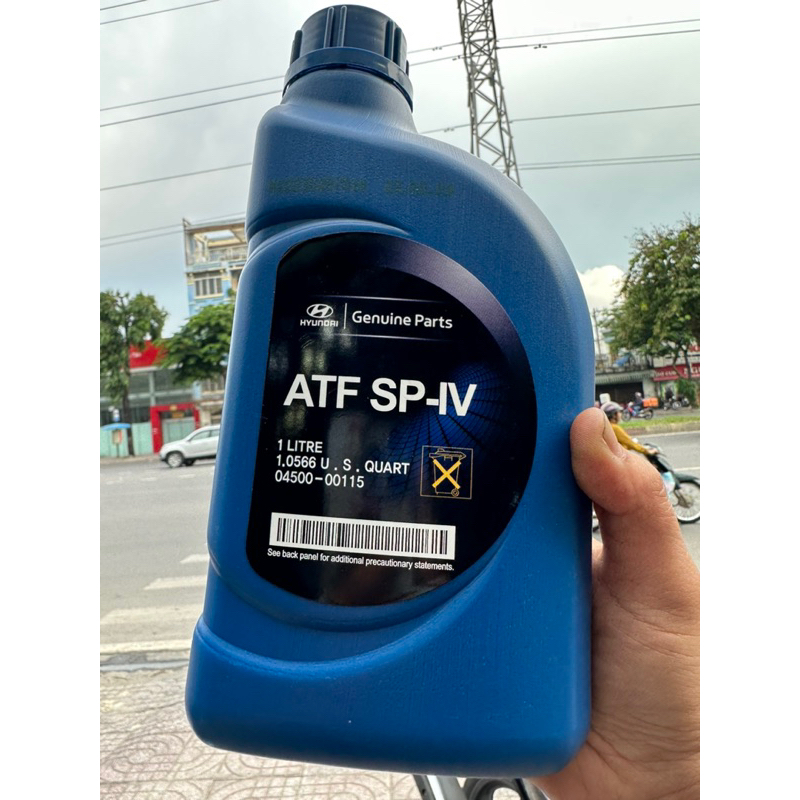 HYUNDAI
Genuine Parts
ATF SP-IV
1 LITRE
1.0566 U . S . QUART
04500-00115
See back panel for additional precautionary statements.